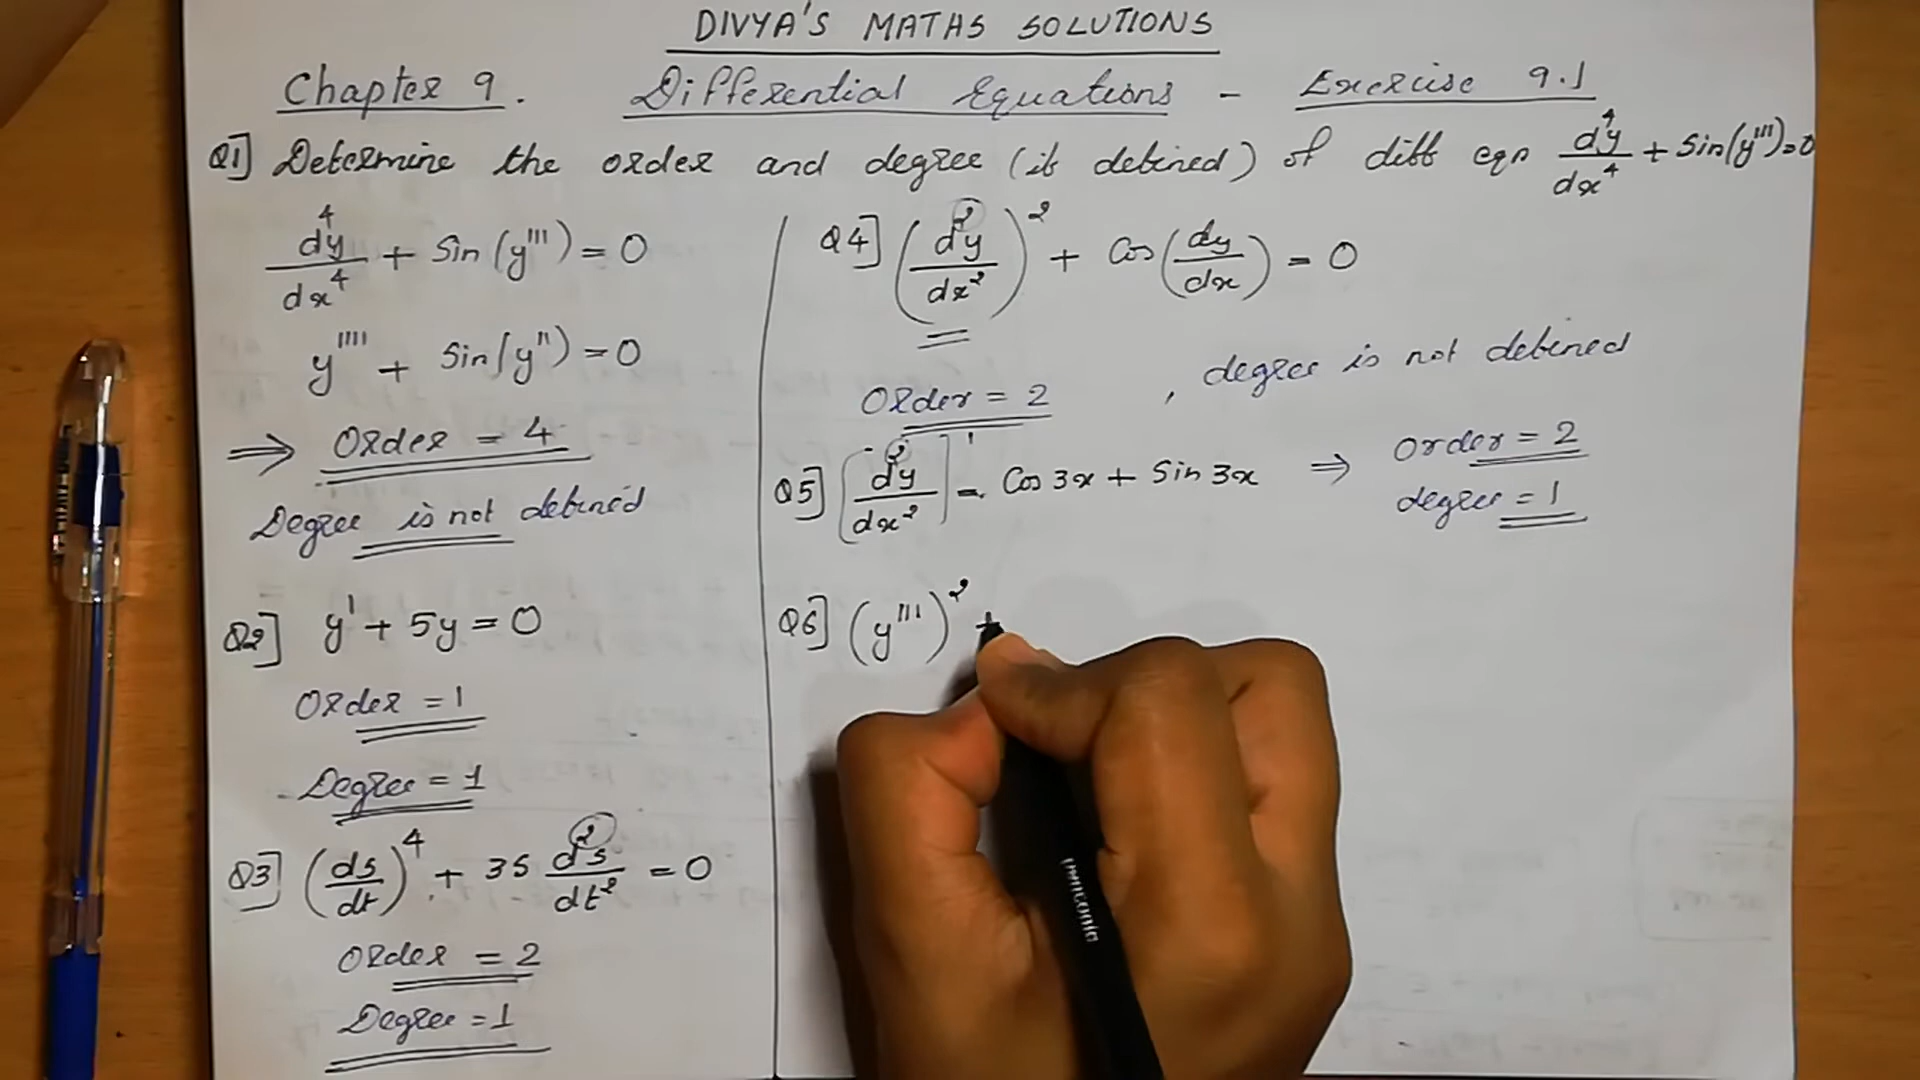 DIVYA'S MATHS SOLUTIONS
Chapter 9. Differential Equations - Exercise 9.1
Q1] Determine the order and degree (if defined) of diff eqn d⁴y/dx⁴ + Sin(y''')=0
d⁴y/dx⁴ + Sin(y''') = 0
y'''' + Sin(y'') = 0
⇒ Order = 4
Degree is not defined
Q2] y' + 5y = 0
Order = 1
Degree = 1
Q3] (ds/dt)⁴ + 3S d²s/dt² = 0
Order = 2
Degree = 1
Q4] (d²y/dx²)² + Cos(dy/dx) = 0
Order = 2 , degree is not defined
Q5] [d²y/dx²]¹ = Cos 3x + Sin 3x ⇒ order = 2
degree = 1
Q6] (y''')² +